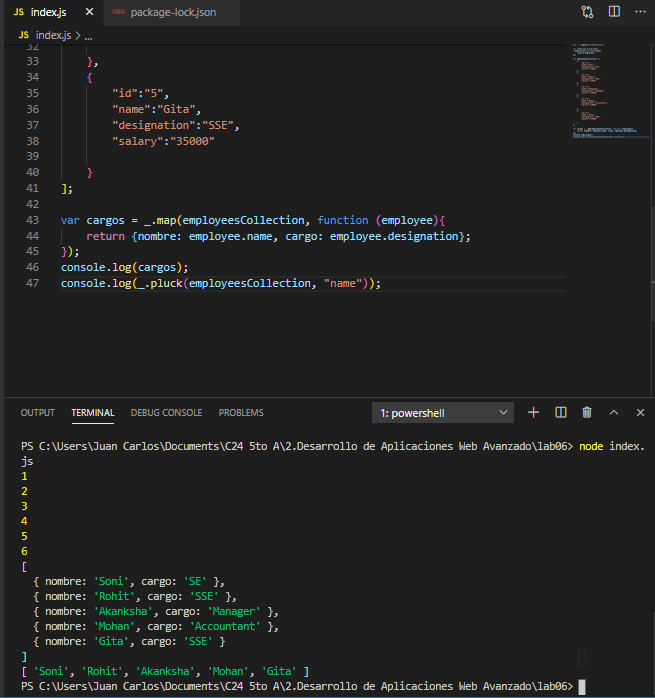 JS index.js × package-lock.json
JS index.js > ...
32
33 },
34 {
35 "id":"5",
36 "name":"Gita",
37 "designation":"SSE",
38 "salary":"35000"
39
40 }
41 ];
42
43 var cargos = _.map(employeesCollection, function (employee){
44 return {nombre: employee.name, cargo: employee.designation};
45 });
46 console.log(cargos);
47 console.log(_.pluck(employeesCollection, "name"));
OUTPUT TERMINAL DEBUG CONSOLE PROBLEMS 1: powershell
PS C:\Users\Juan Carlos\Documents\C24 5to A\2.Desarrollo de Aplicaciones Web Avanzado\lab06> node index.
js
1
2
3
4
5
6
[
{ nombre: 'Soni', cargo: 'SE' },
{ nombre: 'Rohit', cargo: 'SSE' },
{ nombre: 'Akanksha', cargo: 'Manager' },
{ nombre: 'Mohan', cargo: 'Accountant' },
{ nombre: 'Gita', cargo: 'SSE' }
]
[ 'Soni', 'Rohit', 'Akanksha', 'Mohan', 'Gita' ]
PS C:\Users\Juan Carlos\Documents\C24 5to A\2.Desarrollo de Aplicaciones Web Avanzado\lab06>